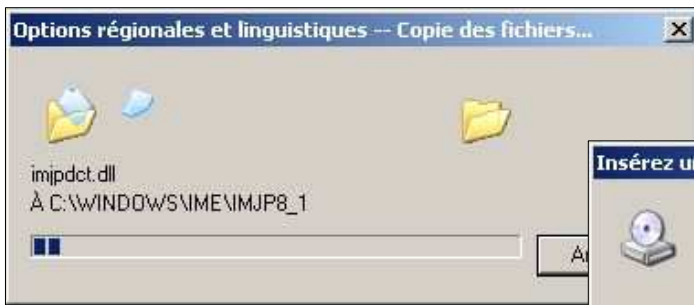 Options régionales et linguistiques -- Copie des fichiers...
imjpdct.dll
À C:\WINDOWS\IME\IMJP8_1
Insérez